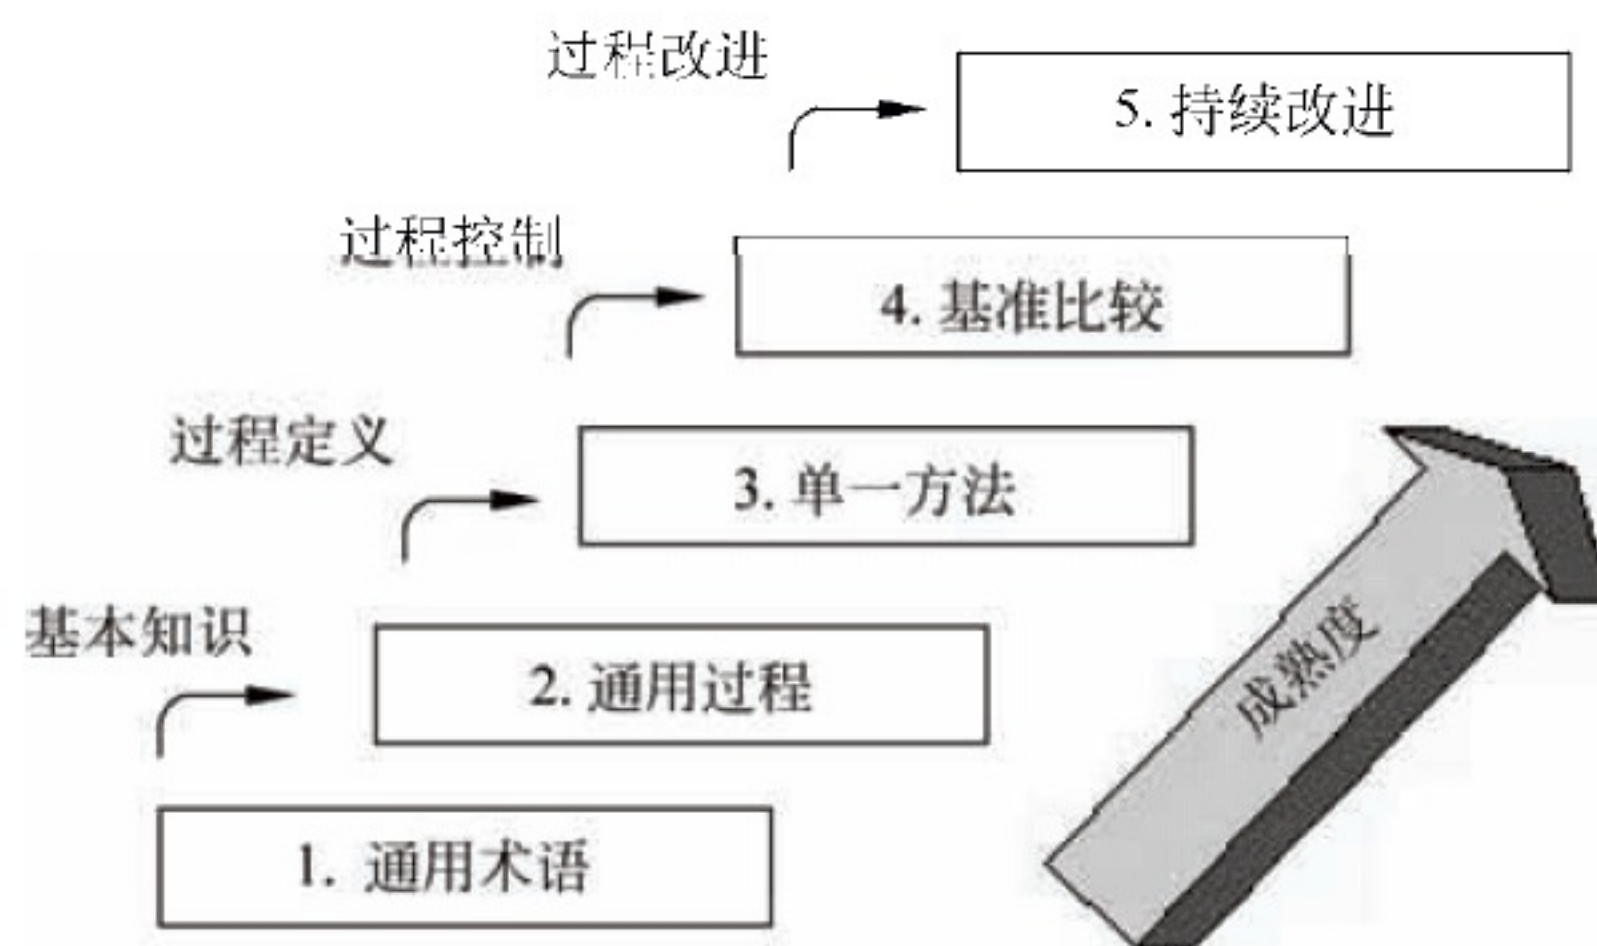 过程改进
5. 持续改进
过程控制
4. 基准比较
过程定义
3. 单一方法
基本知识
2. 通用过程
成熟度
1. 通用术语